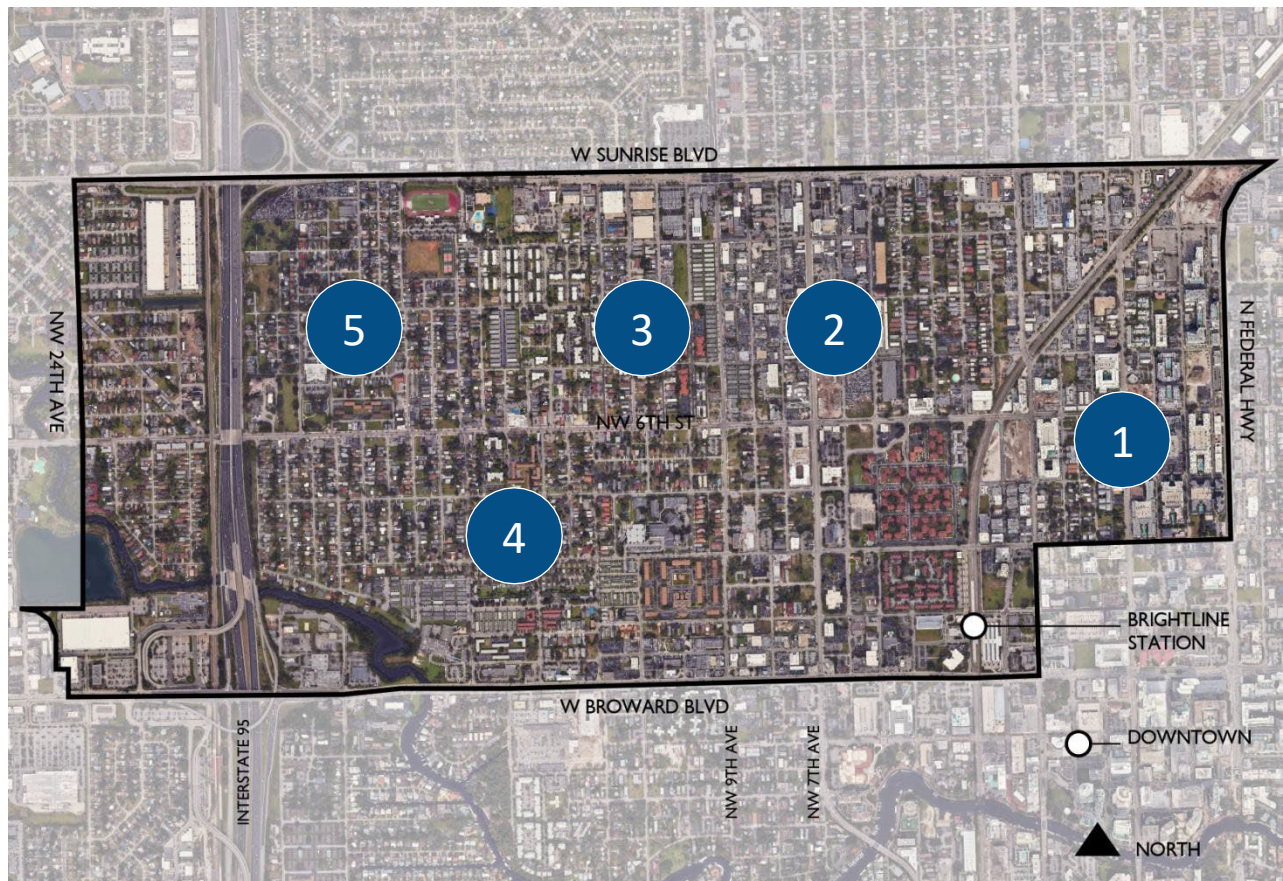 W SUNRISE BLVD
5
3
2
NW 24TH AVE
N FEDERAL HWY
NW 6TH ST
1
4
BRIGHTLINE
STATION
W BROWARD BLVD
INTERSTATE 95
NW 9TH AVE
NW 7TH AVE
DOWNTOWN
NORTH